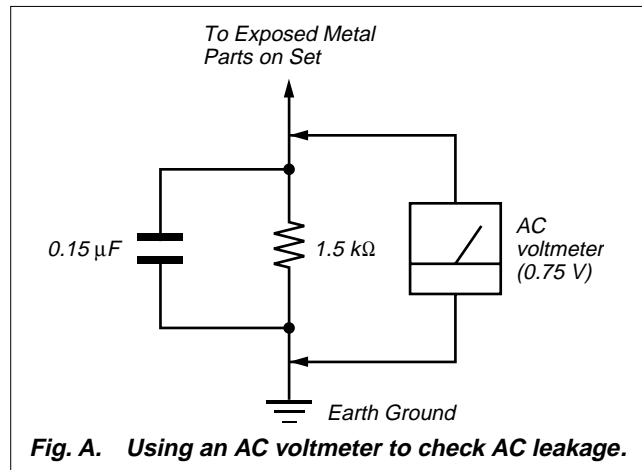 To Exposed Metal
Parts on Set
0.15 µF
1.5 kΩ
AC
voltmeter
(0.75 V)
Earth Ground
Fig. A. Using an AC voltmeter to check AC leakage.